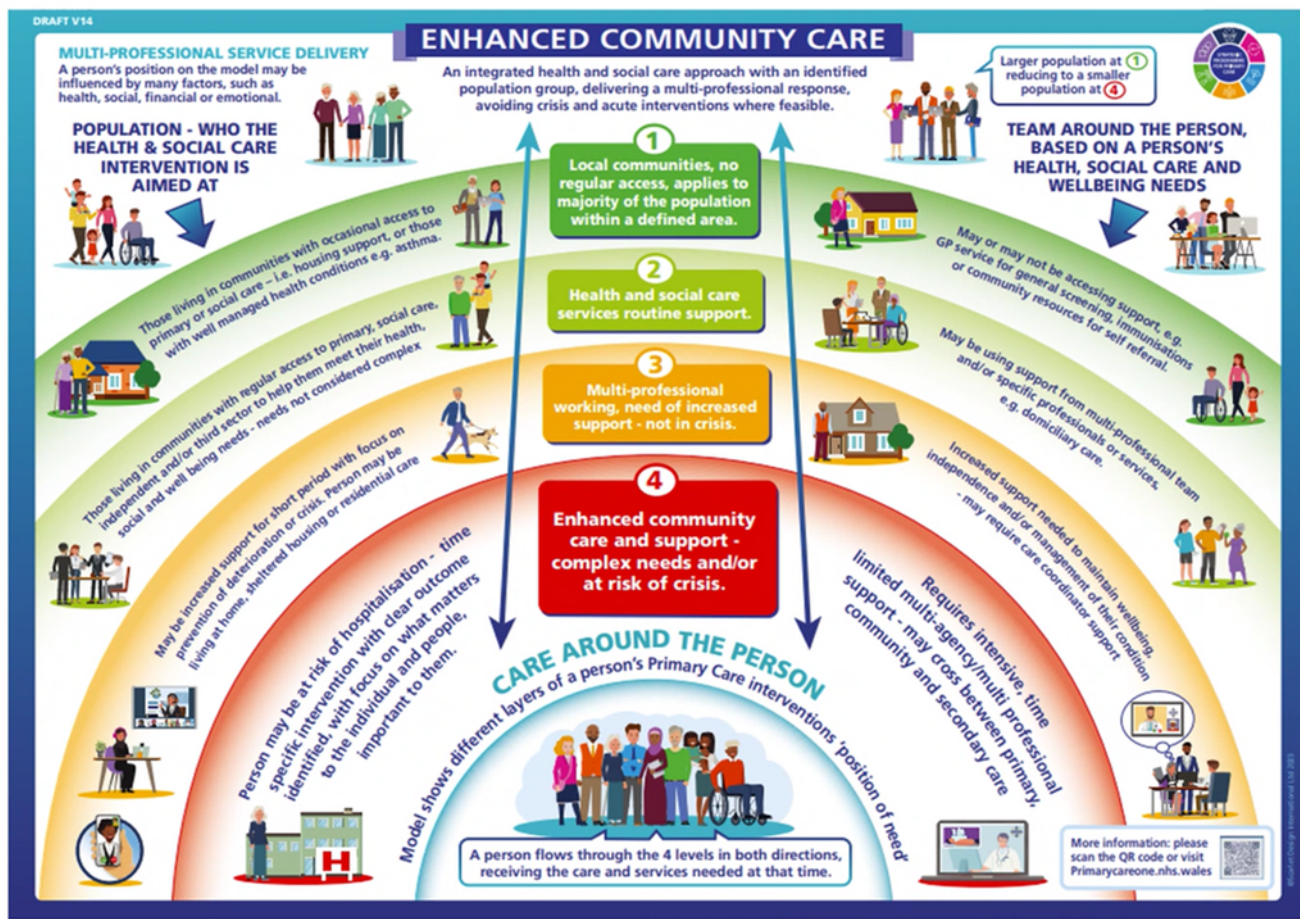 DRAFT V14
ENHANCED COMMUNITY CARE
An integrated health and social care approach with an identified
population group, delivering a multi-professional response,
avoiding crisis and acute interventions where feasible.
MULTI-PROFESSIONAL SERVICE DELIVERY
A person's position on the model may be
influenced by many factors, such as
health, social, financial or emotional.
POPULATION - WHO THE
HEALTH & SOCIAL CARE
INTERVENTION IS
AIMED AT
Larger population at 1
reducing to a smaller
population at 4
STRATEGIC
PROGRAMME
FOR PRIMARY
CARE
TEAM AROUND THE PERSON,
BASED ON A PERSON'S
HEALTH, SOCIAL CARE AND
WELLBEING NEEDS
1
Local communities, no
regular access, applies to
majority of the population
within a defined area.
Those living in communities with occasional access to
primary or social care – i.e. housing support, or those
with well managed health conditions e.g. asthma.
May or may not be accessing support, e.g.
GP service for general screening, immunisations
or community resources for self referral.
2
Health and social care
services routine support.
Those living in communities with regular access to primary, social care,
independent and/or third sector to help them meet their health,
social and well being needs - needs not considered complex
May be using support from multi-professional team
and/or specific professionals or services,
e.g. domiciliary care.
3
Multi-professional
working, need of increased
support - not in crisis.
May be increased support for short period with focus on
prevention of deterioration or crisis. Person may be
living at home, sheltered housing or residential care
Increased support needed to maintain wellbeing,
independence and/or management of their condition
- may require care coordinator support
4
Enhanced community
care and support -
complex needs and/or
at risk of crisis.
Person may be at risk of hospitalisation - time
specific intervention with clear outcome
identified, with focus on what matters
to the individual and people,
important to them.
Requires intensive, time
limited multi-agency/multi professional
support - may cross between primary,
community and secondary care
CARE AROUND THE PERSON
Model shows different layers of a person's Primary Care interventions 'position of need'
H
A person flows through the 4 levels in both directions,
receiving the care and services needed at that time.
More information: please
scan the QR code or visit
Primarycareone.nhs.wales